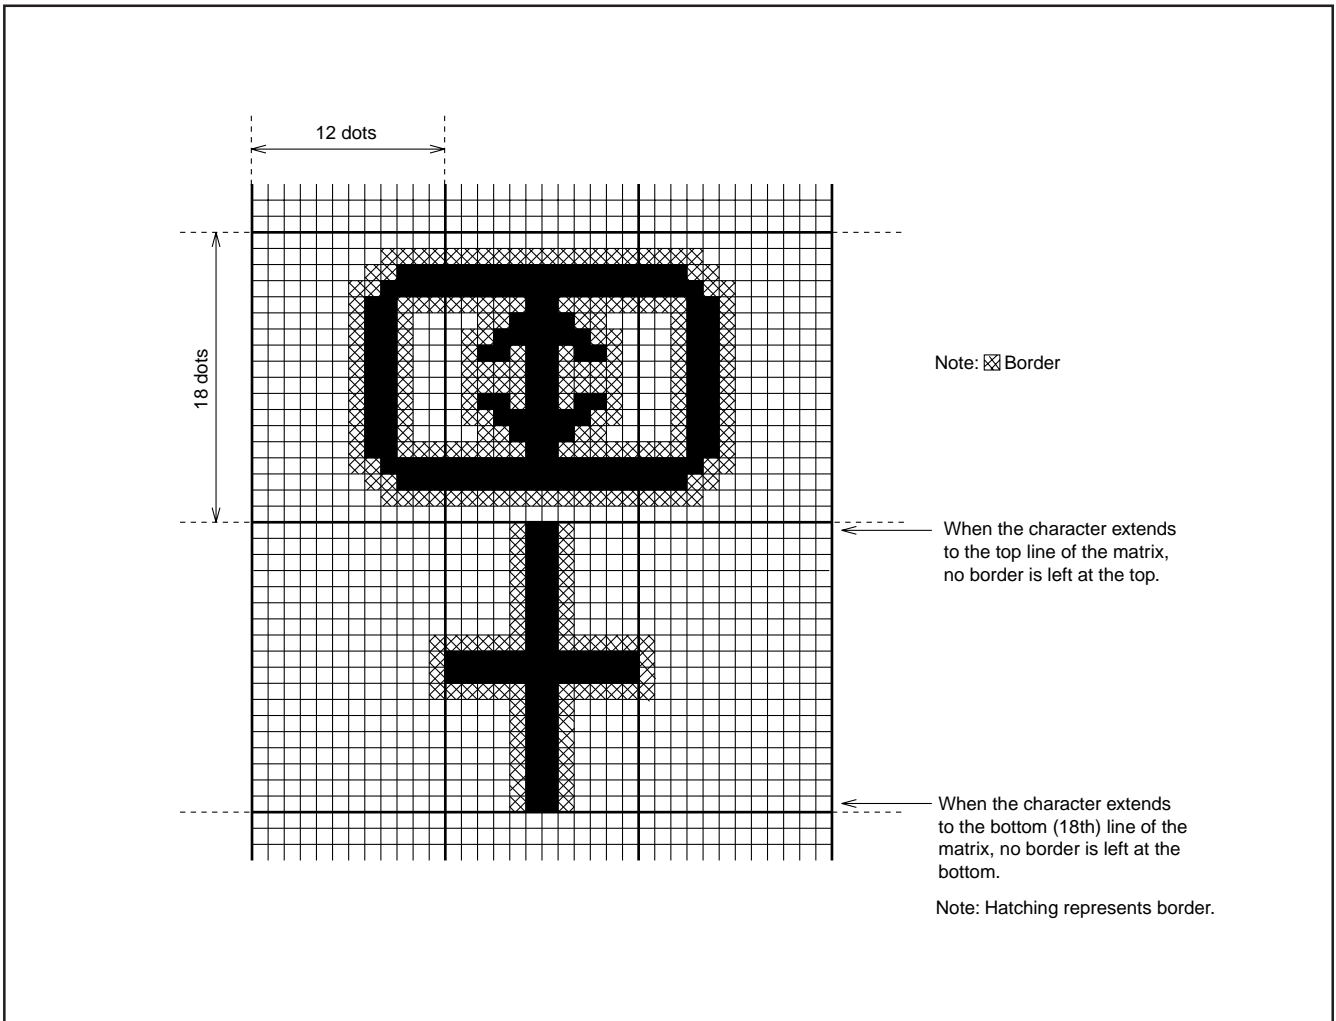 12 dots
18 dots
Note: Border
When the character extends
to the top line of the matrix,
no border is left at the top.
When the character extends
to the bottom (18th) line of the
matrix, no border is left at the
bottom.
Note: Hatching represents border.